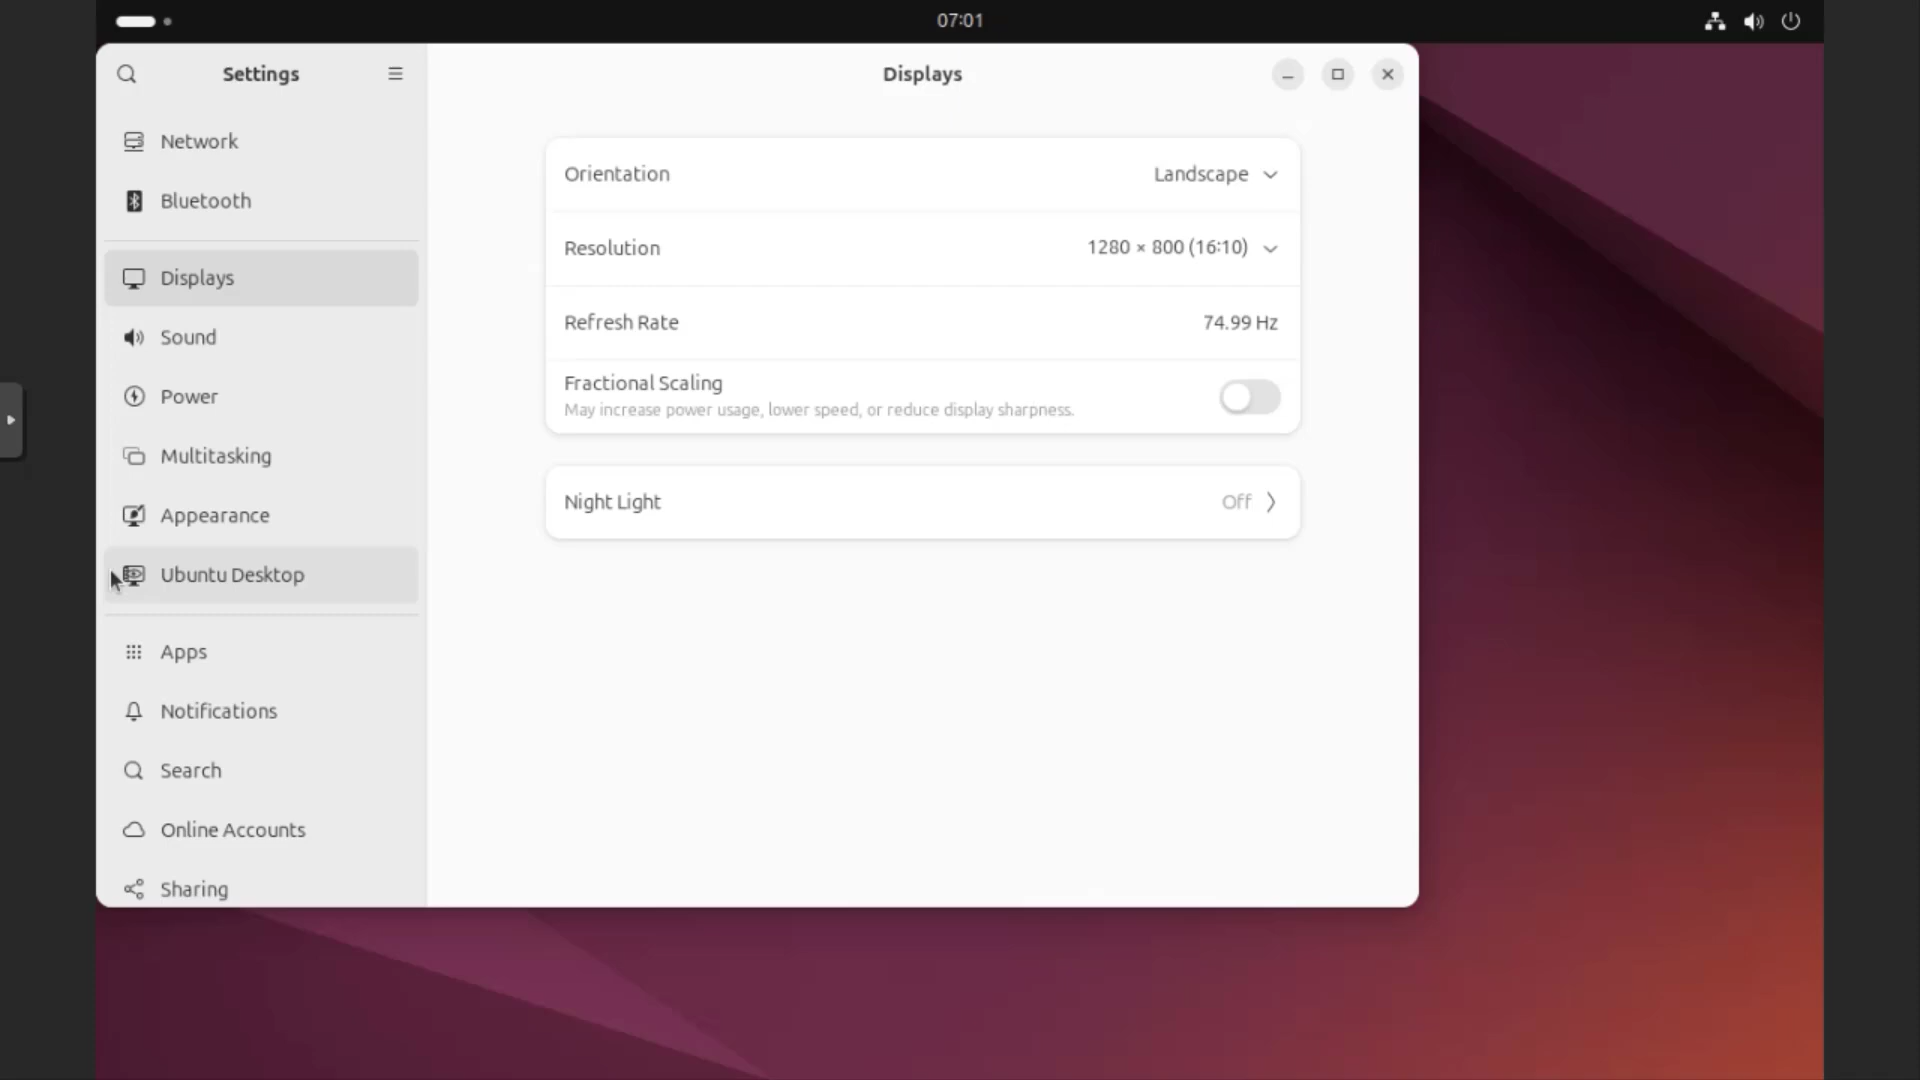 07:01
Settings
Displays
Network
Bluetooth
Displays
Sound
Power
Multitasking
Appearance
Ubuntu Desktop
Apps
Notifications
Search
Online Accounts
Sharing
Orientation Landscape
Resolution 1280 × 800 (16:10)
Refresh Rate 74.99 Hz
Fractional Scaling
May increase power usage, lower speed, or reduce display sharpness.
Night Light Off